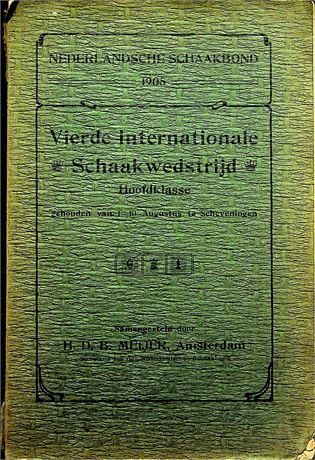 NEDERLANDSCHE SCHAAKBOND
1905
Vierde Internationale
Schaakwedstrijd
Hoofdklasse
gehouden van 1-10 Augustus te Scheveningen
Samengesteld door
H. D. B. MEIJER, Amsterdam